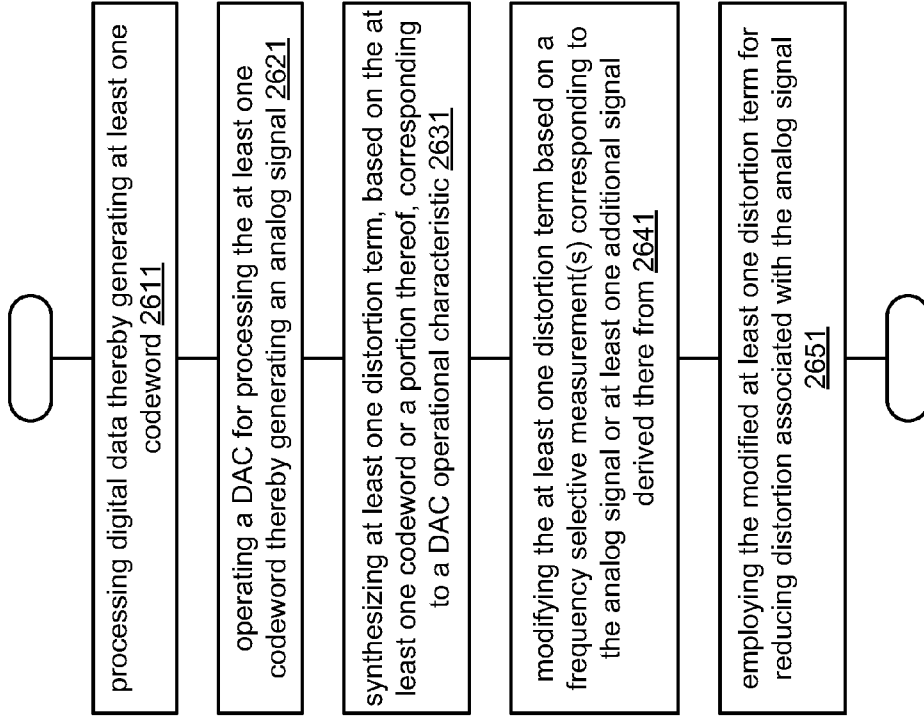 processing digital data thereby generating at least one
codeword 2611
operating a DAC for processing the at least one
codeword thereby generating an analog signal 2621
synthesizing at least one distortion term, based on the at
least one codeword or a portion thereof, corresponding
to a DAC operational characteristic 2631
modifying the at least one distortion term based on a
frequency selective measurement(s) corresponding to
the analog signal or at least one additional signal
derived there from 2641
employing the modified at least one distortion term for
reducing distortion associated with the analog signal
2651